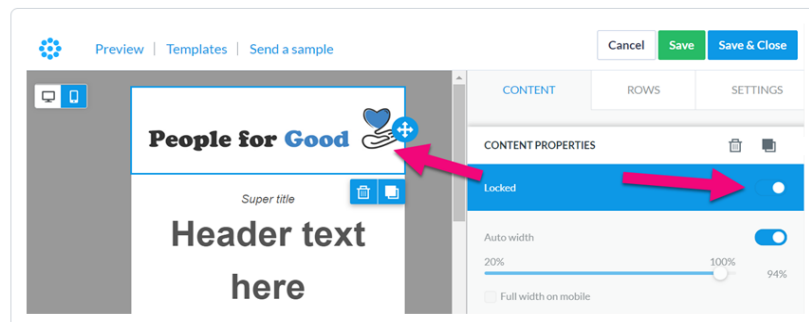 Preview | Templates | Send a sample
Cancel Save Save & Close
CONTENT ROWS SETTINGS
People for Good
CONTENT PROPERTIES
Locked
Super title
Header text
here
Auto width
20% 100%
94%
Full width on mobile